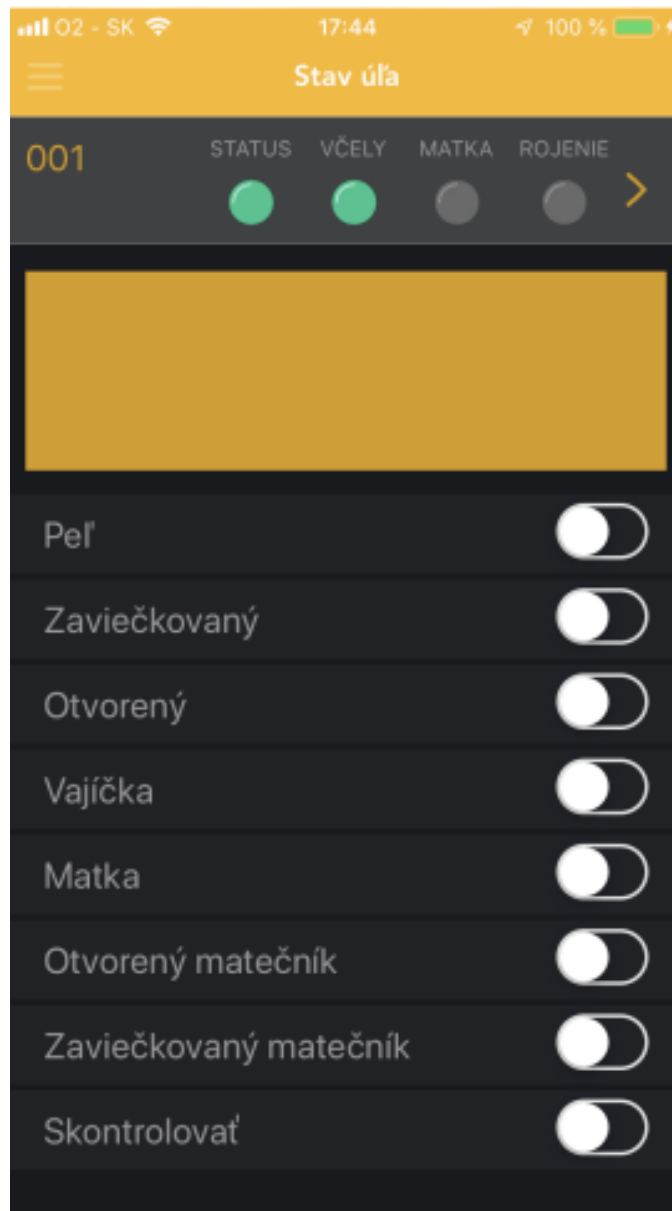 O2 - SK 17:44 100 %
Stav úľa
001 STATUS VČELY MATKA ROJENIE
Peľ
Zaviečkovaný
Otvorený
Vajíčka
Matka
Otvorený matečník
Zaviečkovaný matečník
Skontrolovať